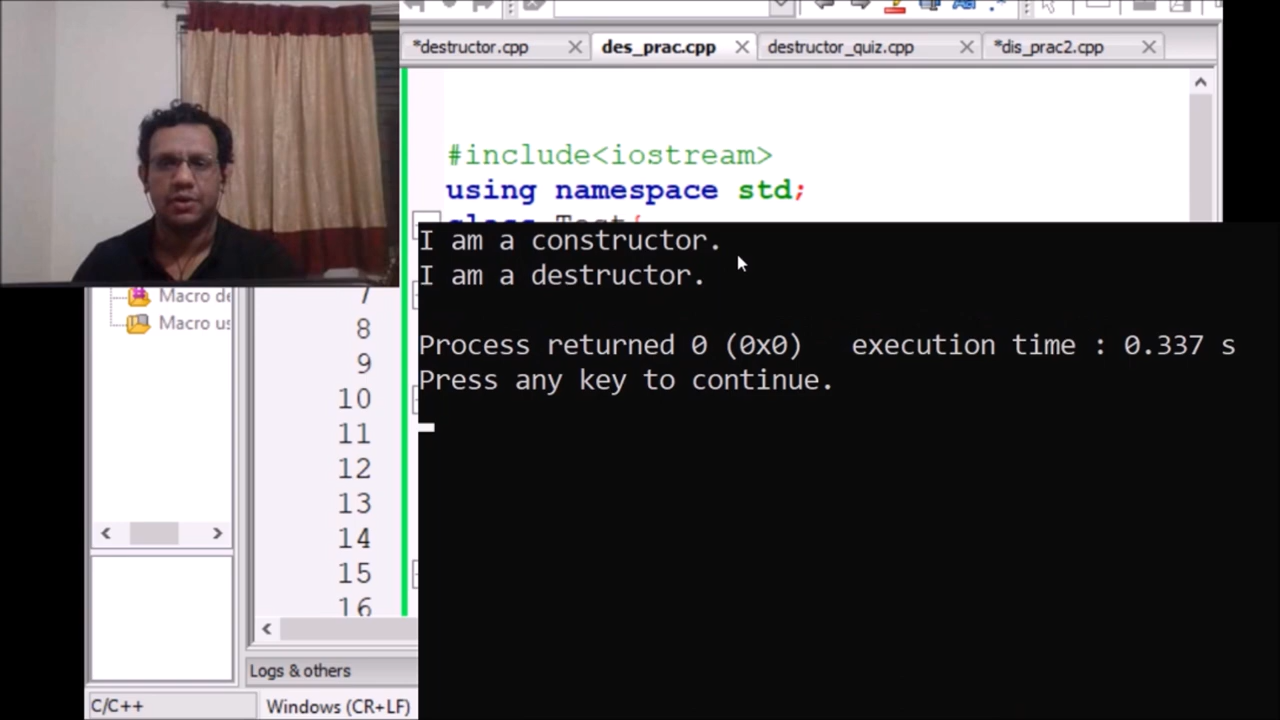 *destructor.cpp
des_prac.cpp
destructor_quiz.cpp
*dis_prac2.cpp
#include<iostream>
using namespace std;
class Test{
I am a constructor.
I am a destructor.
Process returned 0 (0x0) execution time : 0.337 s
Press any key to continue.
Macro de
Macro us
7
8
9
10
11
12
13
14
15
16
Logs & others
C/C++
Windows (CR+LF)